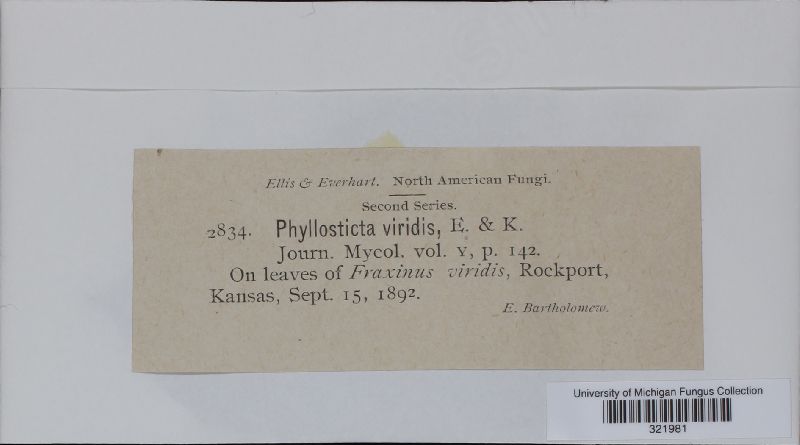 Ellis & Everhart. North American Fungi.
Second Series.
2834. Phyllosticta viridis, E. & K.
Journ. Mycol. vol. v, p. 142.
On leaves of Fraxinus viridis, Rockport,
Kansas, Sept. 15, 1892.
E. Bartholomew.
University of Michigan Fungus Collection
321981